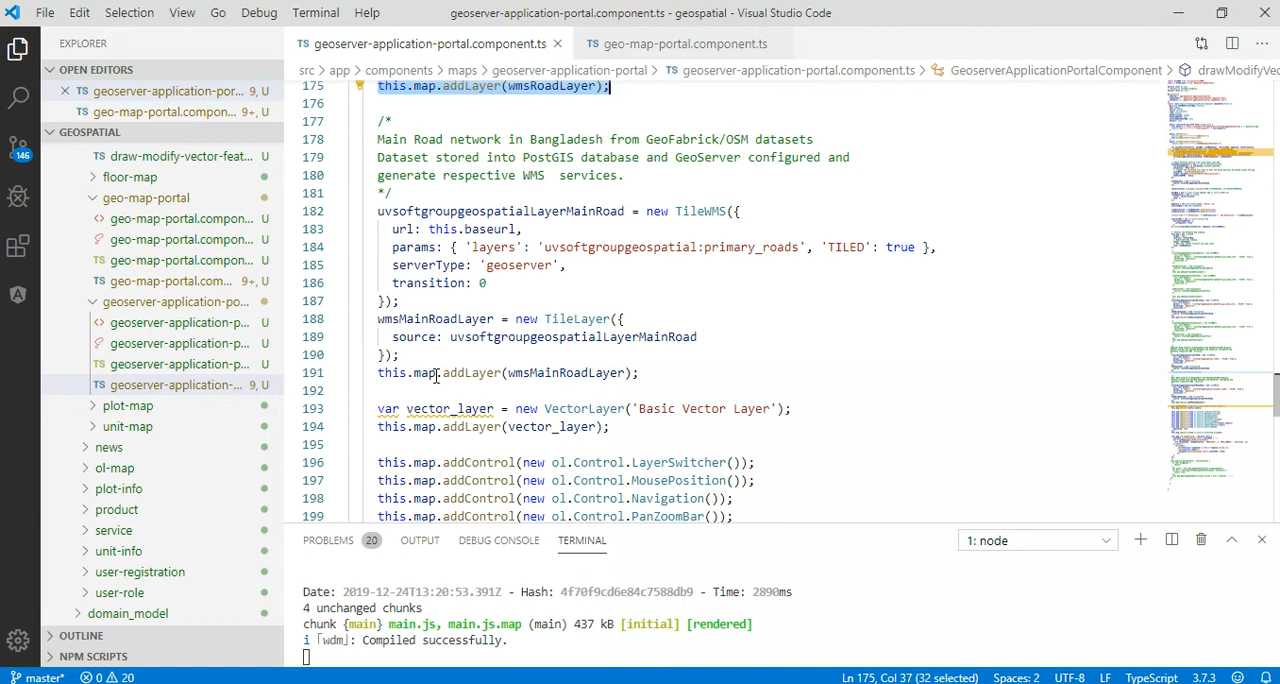 File Edit Selection View Go Debug Terminal Help
geoserver-application-portal.component.ts - geospatial - Visual Studio Code
EXPLORER
OPEN EDITORS
geoserver-application-por... 9, U
geo-map-portal.compon... 9+, U
GEOSPATIAL
draw-modify-vector-feat... U
floor-map
geo-map-portal
geo-map-portal.compon... U
geo-map-portal.compon... U
geo-map-portal.compon... U
geo-map-portal.com... 9+, U
geoserver-application-po...
geoserver-application-p... U
geoserver-application-p... U
geoserver-application-p... U
geoserver-application-... 9, U
plot-map
unit-map
news
ol-map
plot-info
product
service
unit-info
user-registration
user-role
domain_model
OUTLINE
NPM SCRIPTS
146
TS geoserver-application-portal.component.ts
TS geo-map-portal.component.ts
src > app > components > maps > geoserver-application-portal > TS geoserver-application-portal.component.ts > GeoserverApplicationPortalComponent > drawModifyVec
175 this.map.addLayer(wmsRoadLayer);
176
177 /*
178 Main Road network in Banglaesh from GeoFabrick/OSM datasets
179 Dataset stored into PostGIS database and GeoServer configured and
180 generate respected WMS services.
181 */
182 uvsoftgroupgeospatialLayerMainRoad = new TileWMS({
183 url: this.baseUrl,
184 params: { 'layers': 'uvsoftgroupgeospatial:primary_roads', 'TILED': true },
185 serverType: 'geoserver',
186 transition: 0
187 });
188 wmsMainRoadLayer = new TileLayer({
189 source: uvsoftgroupgeospatialLayerMainRoad
190 });
191 this.map.addLayer(wmsMainRoadLayer);
192
193 var vector_layer = new VectorLayer('Basic Vector Layer');
194 this.map.addLayer(vector_layer);
195
196 this.map.addControl(new ol.Control.LayerSwitcher());
197 this.map.addControl(new ol.Control.MousePosition());
198 this.map.addControl(new ol.Control.Navigation());
199 this.map.addControl(new ol.Control.PanZoomBar());
PROBLEMS 20 OUTPUT DEBUG CONSOLE TERMINAL
1: node
Date: 2019-12-24T13:20:53.391Z - Hash: 4f70f9cd6e84c7588db9 - Time: 2890ms
4 unchanged chunks
chunk {main} main.js, main.js.map (main) 437 kB [initial] [rendered]
i ｢wdm｣: Compiled successfully.
master* 0 20
Ln 175, Col 37 (32 selected) Spaces: 2 UTF-8 LF TypeScript 3.7.3